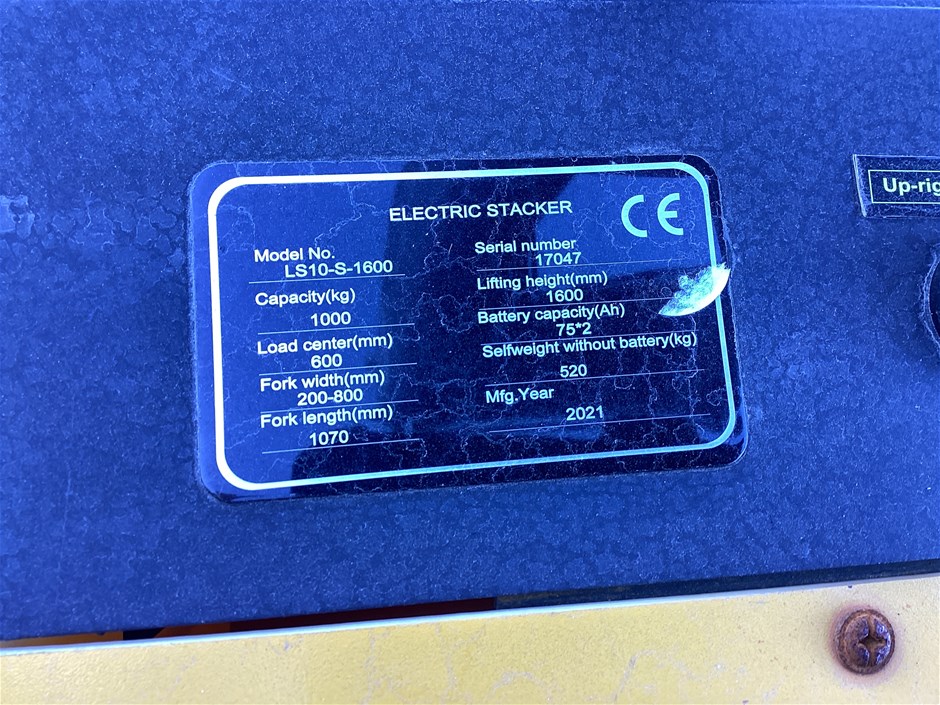 ELECTRIC STACKER
CE
Model No.
LS10-S-1600
Capacity(kg)
1000
Load center(mm)
600
Fork width(mm)
200-800
Fork length(mm)
1070
Serial number
17047
Lifting height(mm)
1600
Battery capacity(Ah)
75*2
Selfweight without battery(kg)
520
Mfg.Year
2021